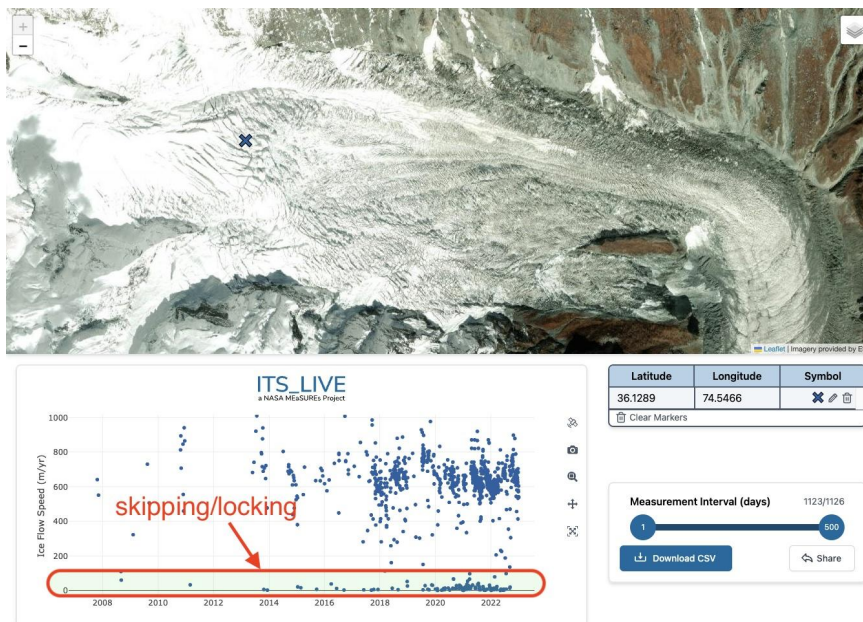 +
−
Leaflet | Imagery provided by E
ITS_LIVE
a NASA MEaSUREs Project
Ice Flow Speed (m/yr)
1000
800
600
400
200
0
skipping/locking
2008 2010 2012 2014 2016 2018 2020 2022
Latitude Longitude Symbol
36.1289 74.5466
Clear Markers
Measurement Interval (days) 1123/1126
1 500
Download CSV Share